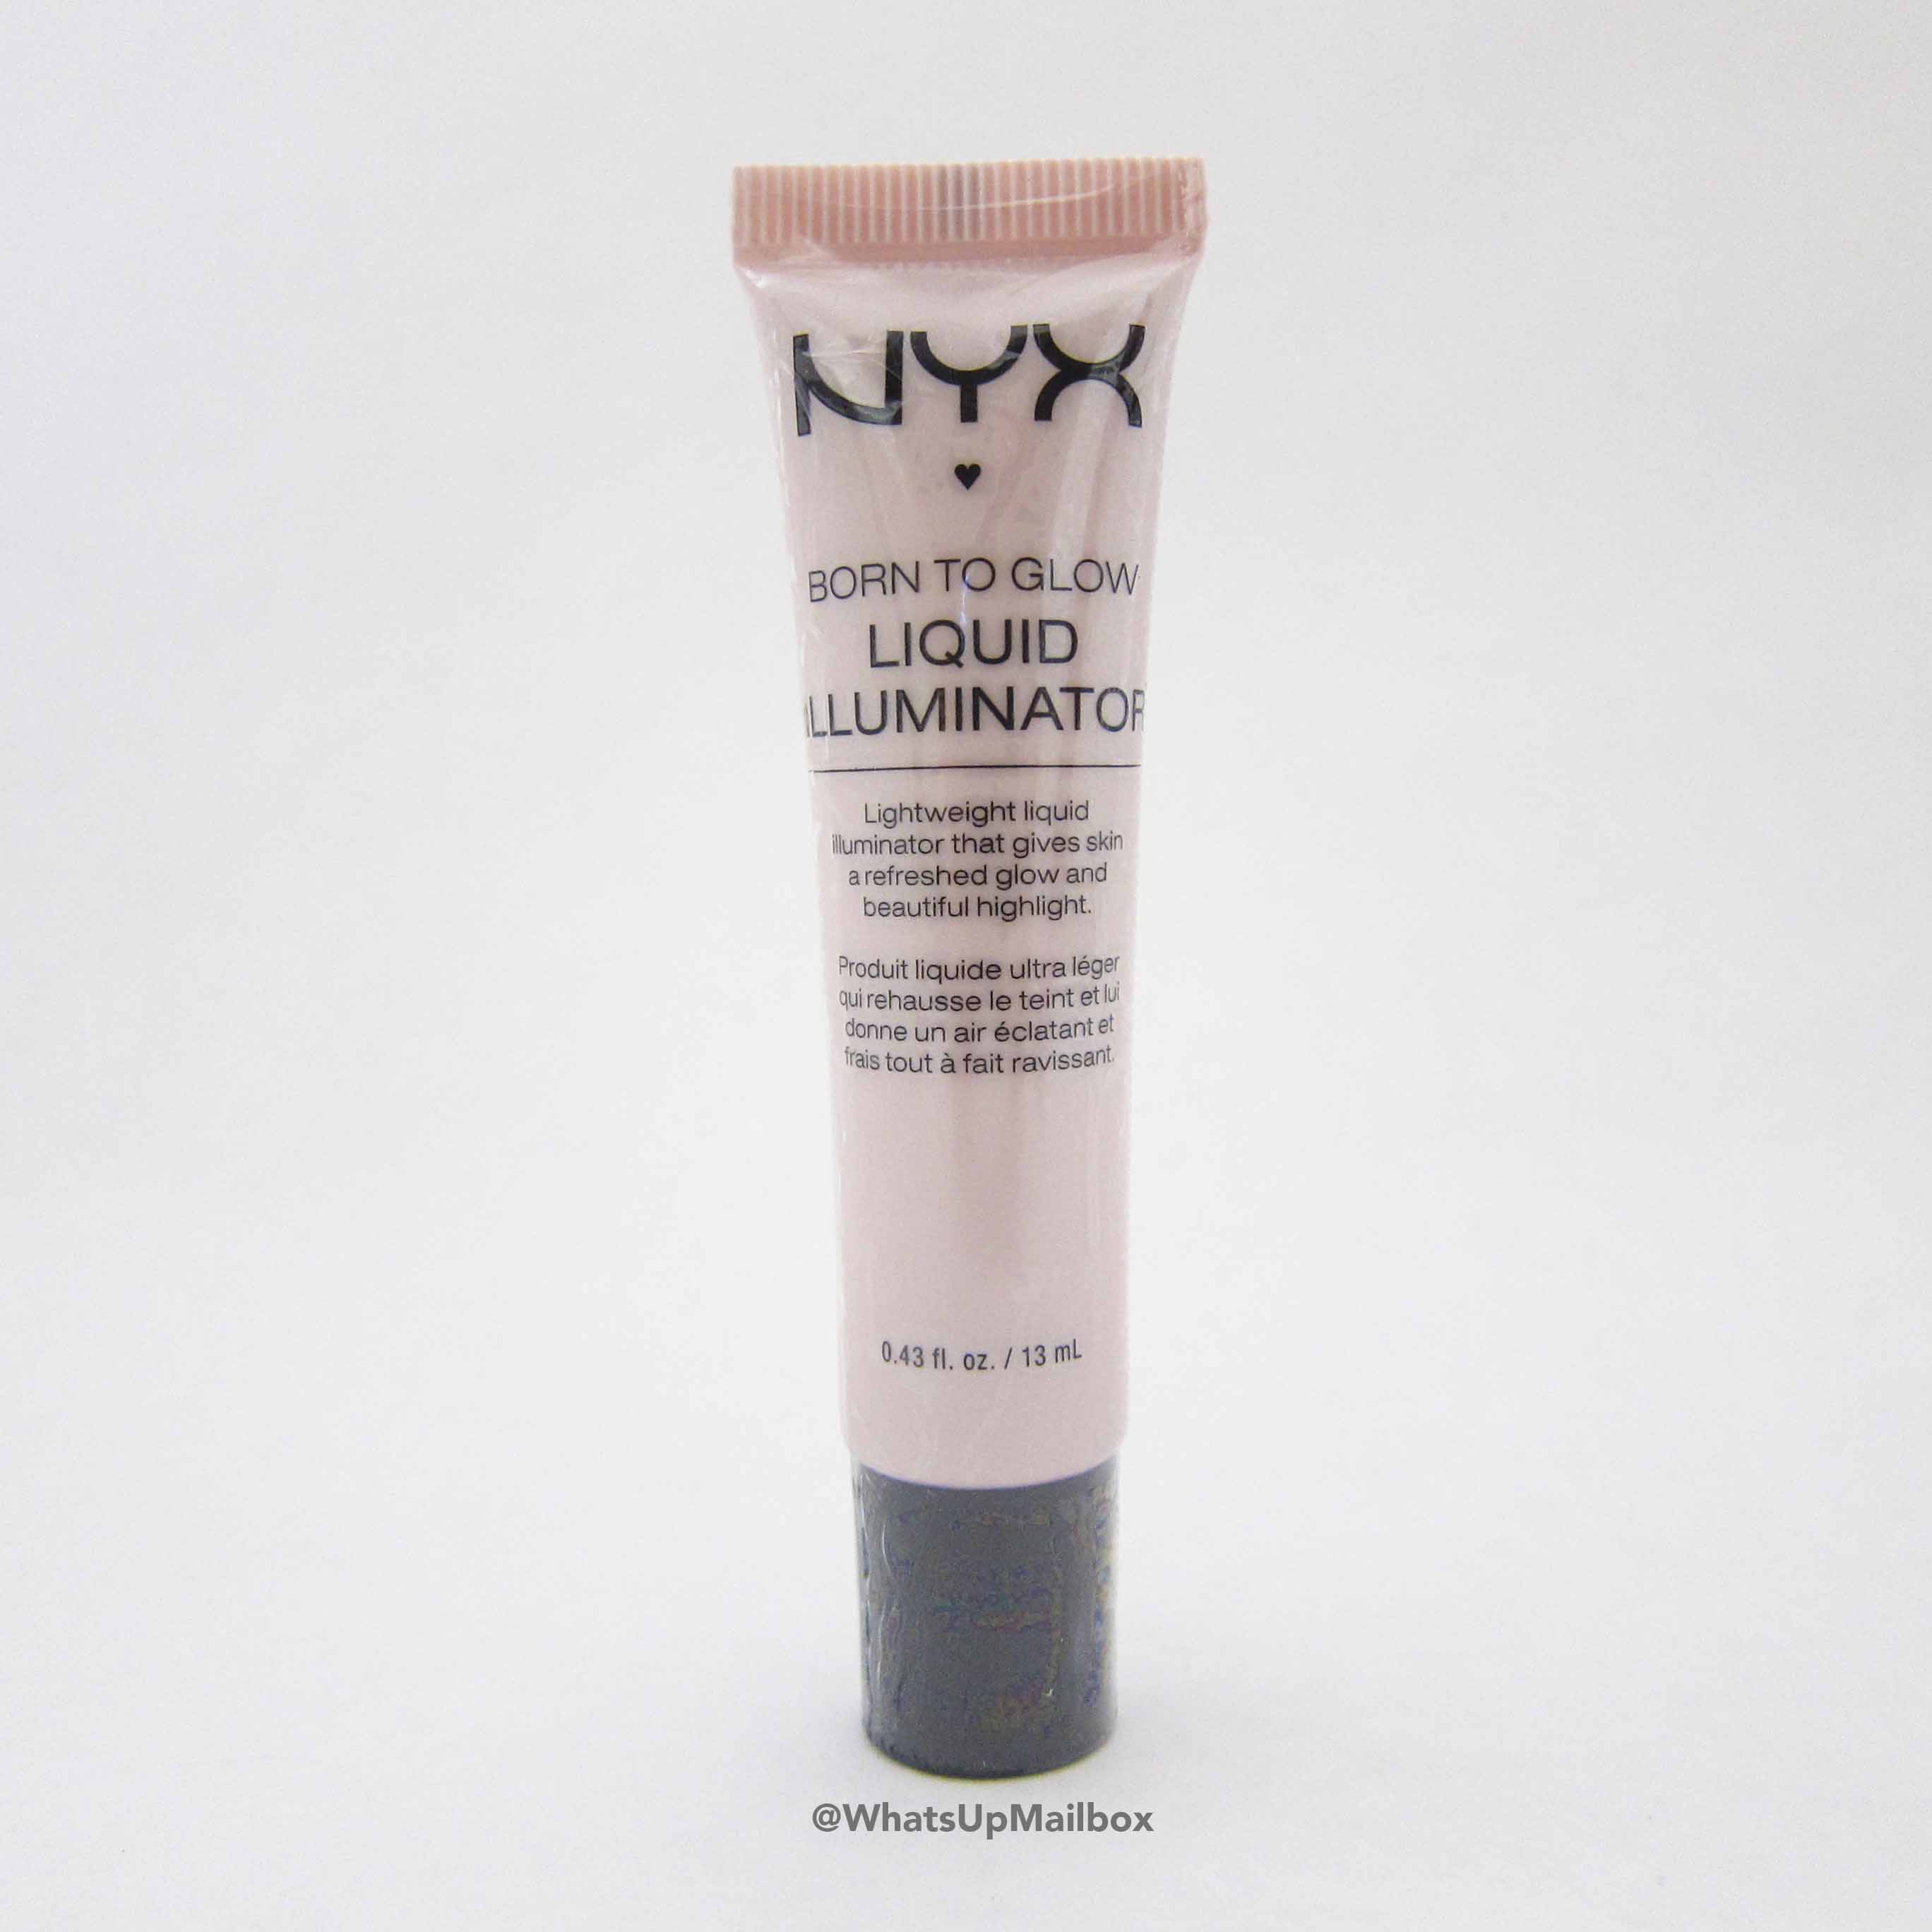 NYX
BORN TO GLOW
LIQUID
ILLUMINATOR
Lightweight liquid
illuminator that gives skin
a refreshed glow and
beautiful highlight.
Produit liquide ultra léger
qui rehausse le teint et lui
donne un air éclatant et
frais tout à fait ravissant.
0.43 fl. oz. / 13 mL
@WhatsUpMailbox